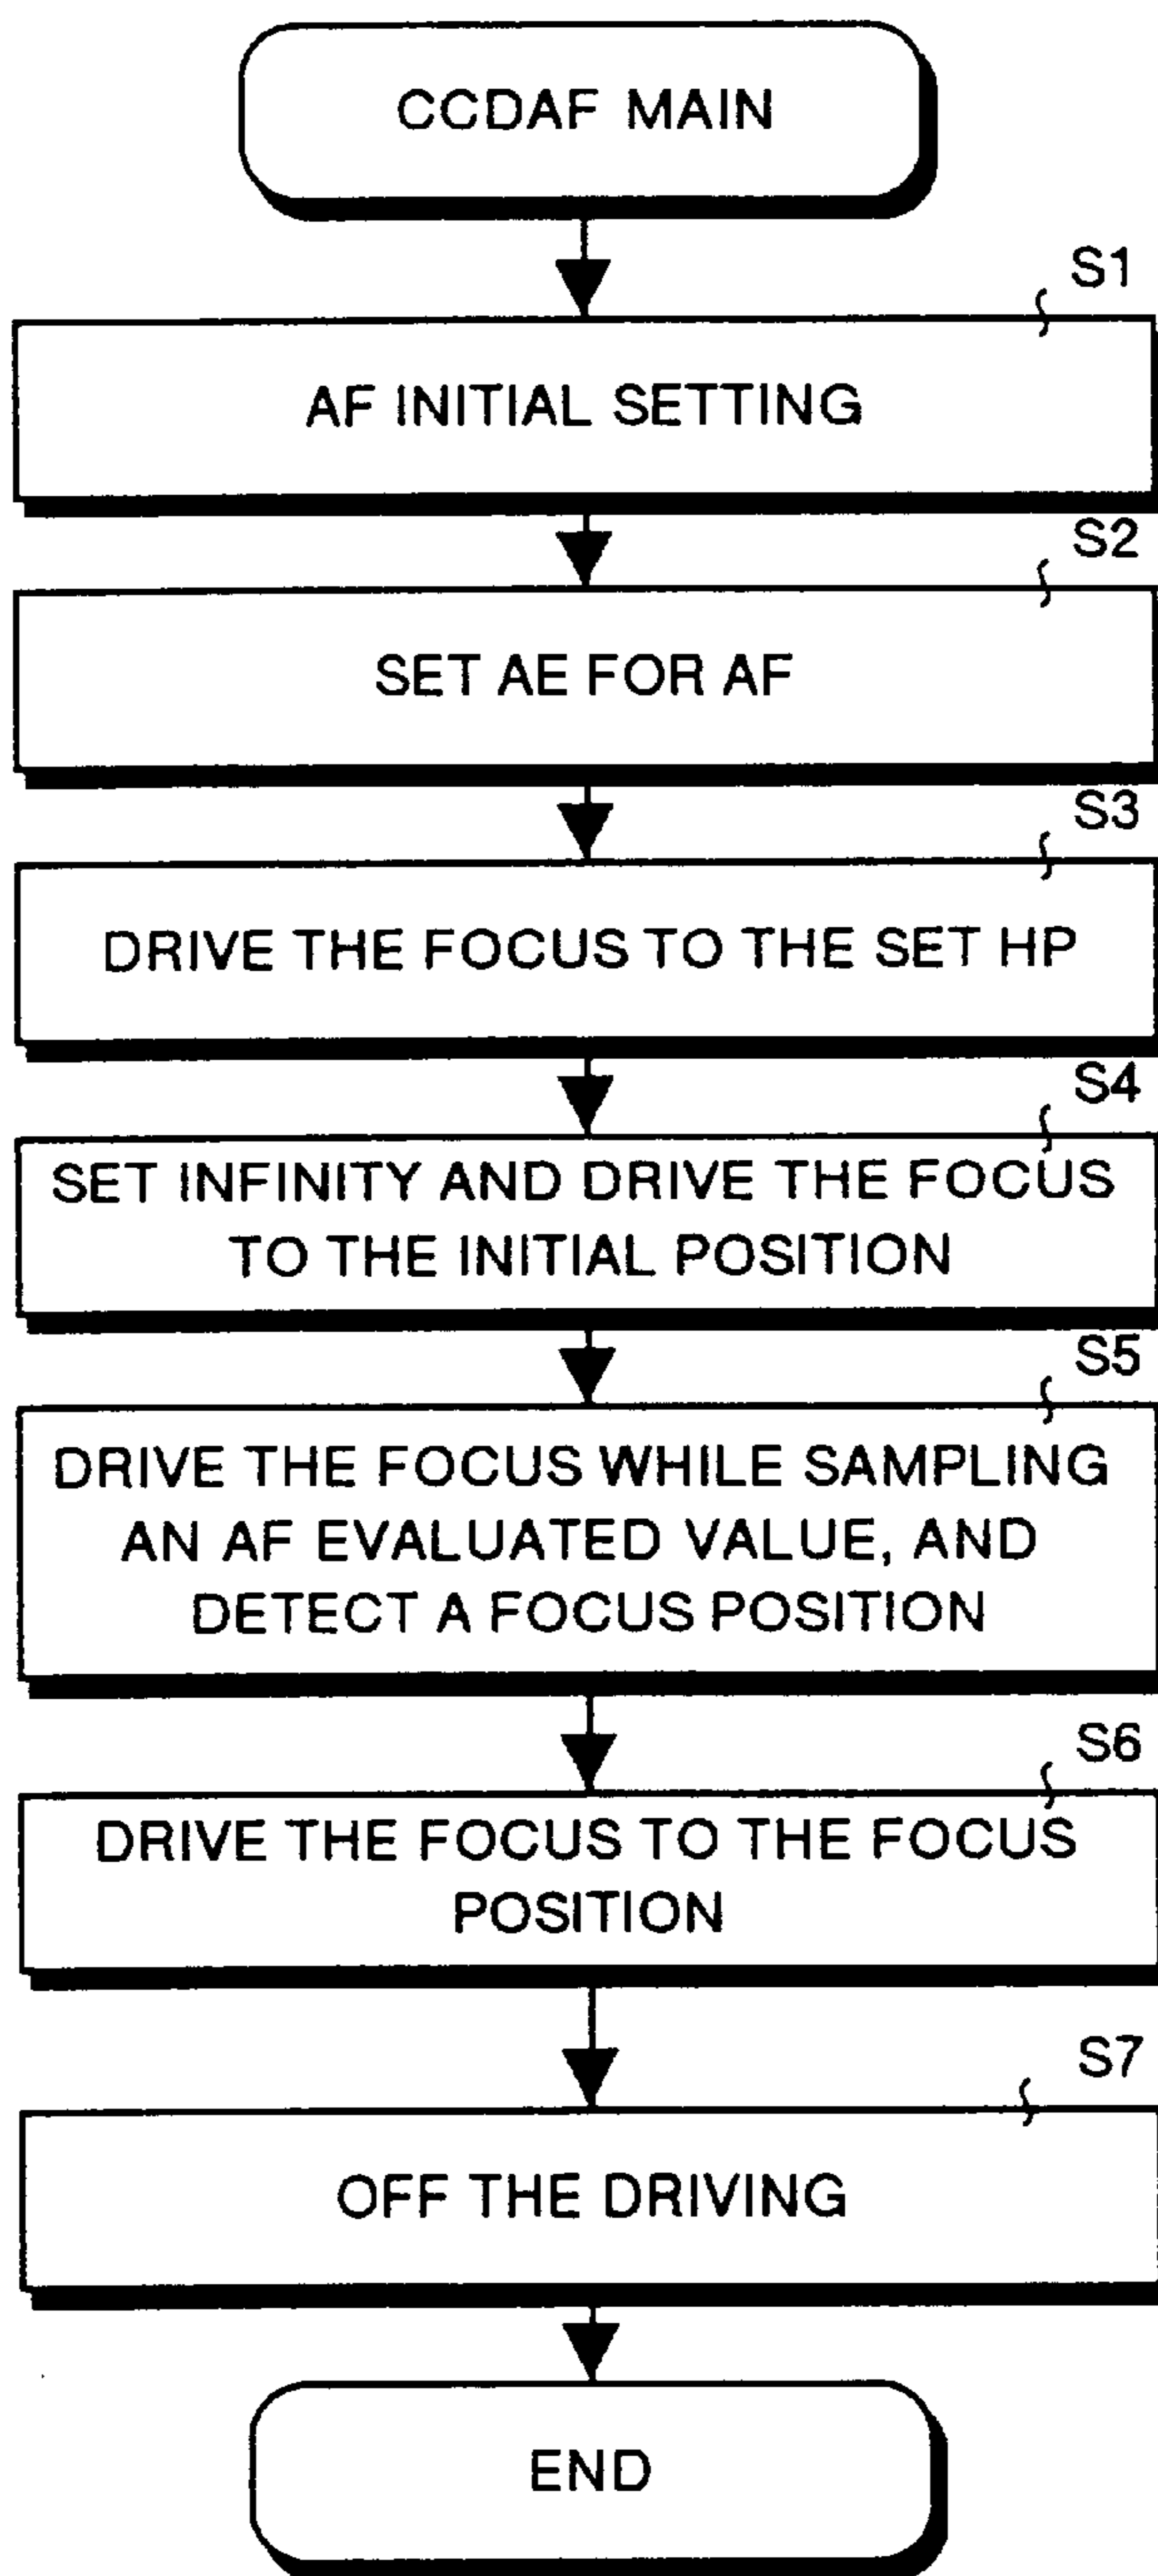 CCDAF MAIN
S1
AF INITIAL SETTING
S2
SET AE FOR AF
S3
DRIVE THE FOCUS TO THE SET HP
S4
SET INFINITY AND DRIVE THE FOCUS
TO THE INITIAL POSITION
S5
DRIVE THE FOCUS WHILE SAMPLING
AN AF EVALUATED VALUE, AND
DETECT A FOCUS POSITION
S6
DRIVE THE FOCUS TO THE FOCUS
POSITION
S7
OFF THE DRIVING
END